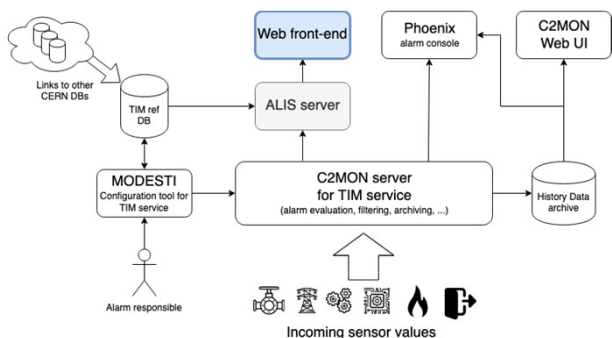 Web front-end
Phoenix
alarm console
C2MON
Web UI
Links to other
CERN DBs
TIM ref
DB
ALIS server
MODESTI
Configuration tool for
TIM service
C2MON server
for TIM service
(alarm evaluation, filtering, archiving, ...)
History Data
archive
Alarm responsible
Incoming sensor values